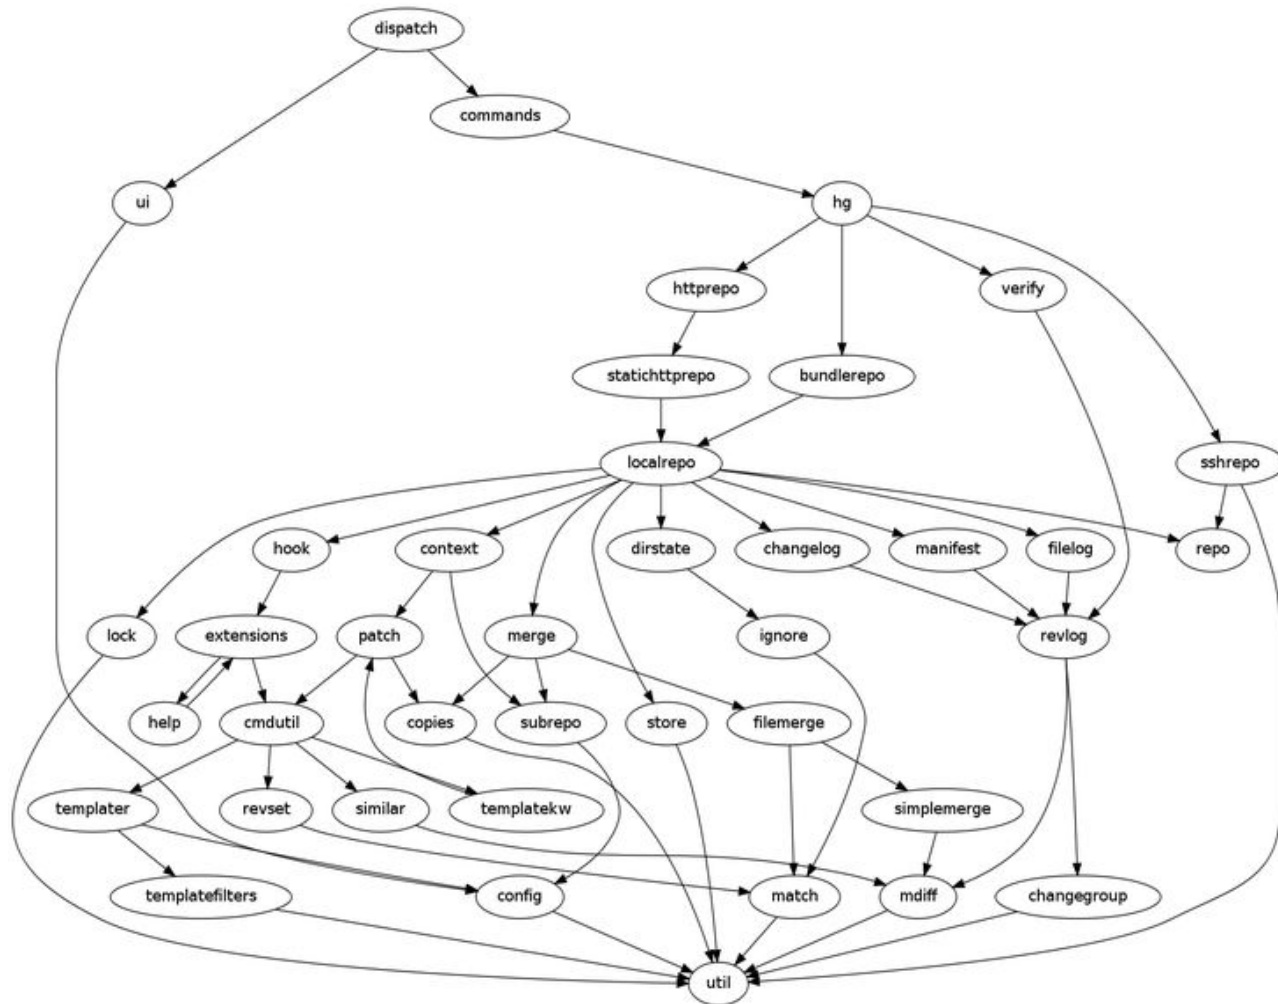 dispatch
commands
ui
hg
httprepo
verify
statichttprepo
bundlerepo
localrepo
sshrepo
hook
context
dirstate
changelog
manifest
filelog
repo
lock
extensions
patch
merge
ignore
revlog
help
cmdutil
copies
subrepo
store
filemerge
templater
revset
similar
templatekw
simplemerge
templatefilters
config
match
mdiff
changegroup
util